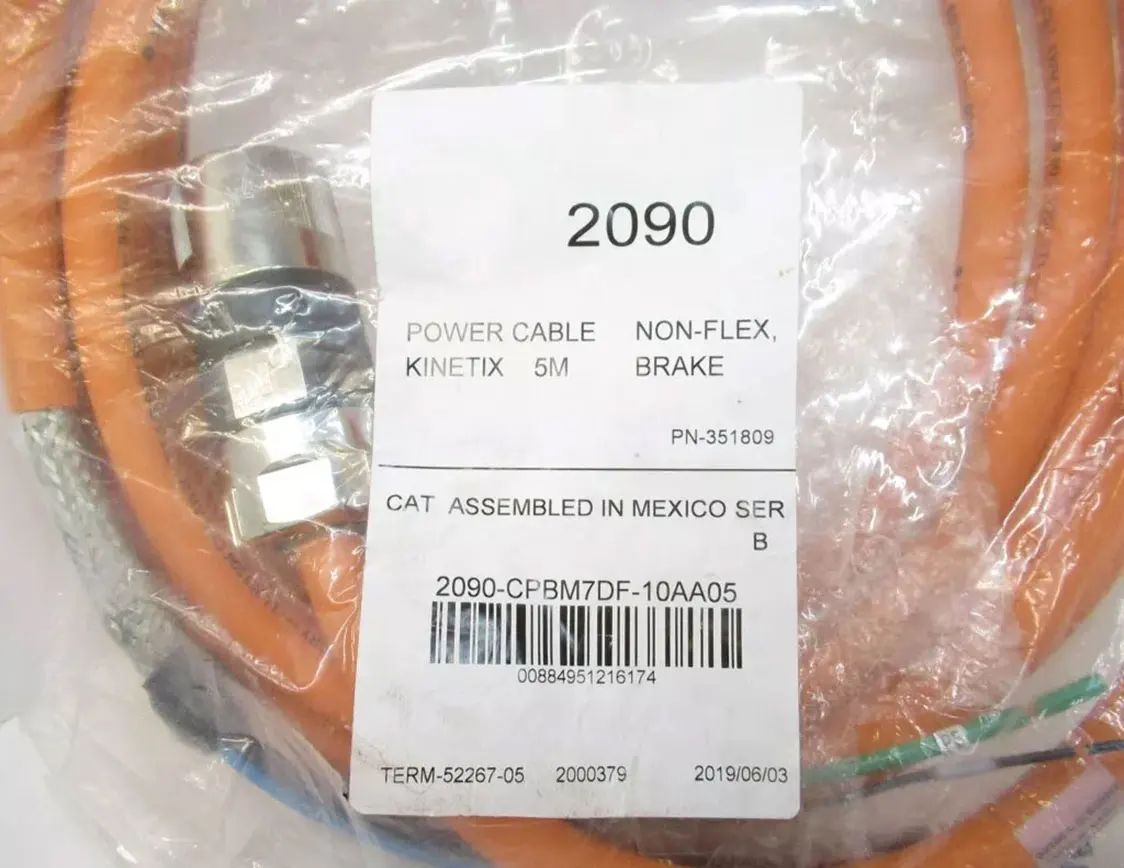 2090
POWER CABLE NON-FLEX,
KINETIX 5M BRAKE
PN-351809
CAT ASSEMBLED IN MEXICO SER
B
2090-CPBM7DF-10AA05
00884951216174
TERM-52267-05 2000379 2019/06/03